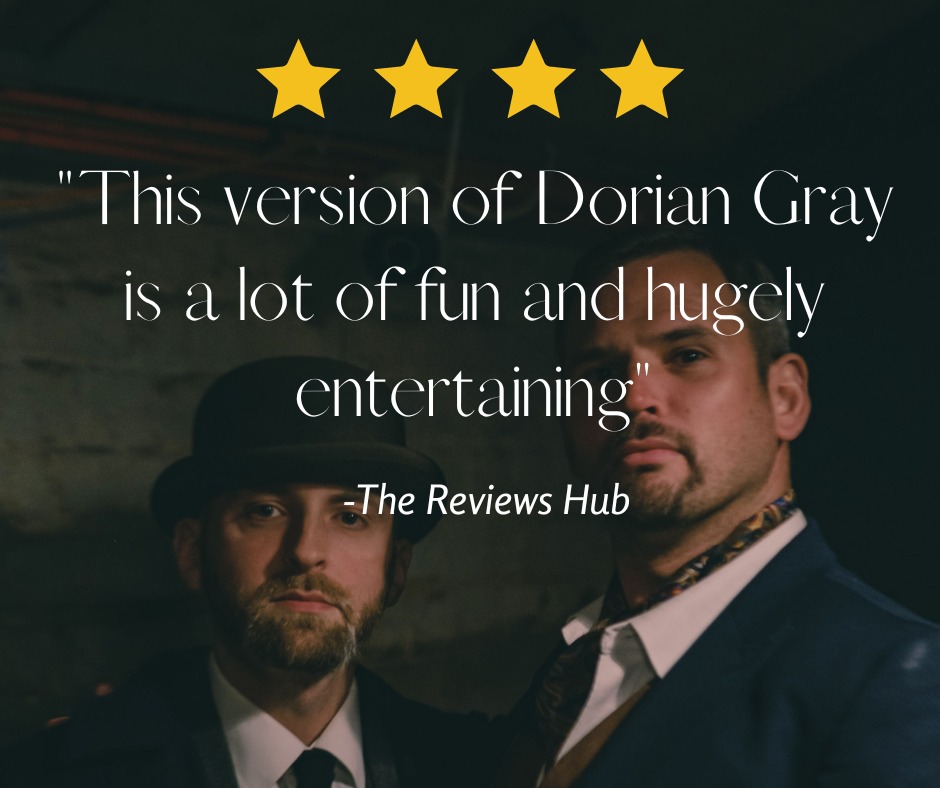 "This version of Dorian Gray
is a lot of fun and hugely
entertaining"
-The Reviews Hub